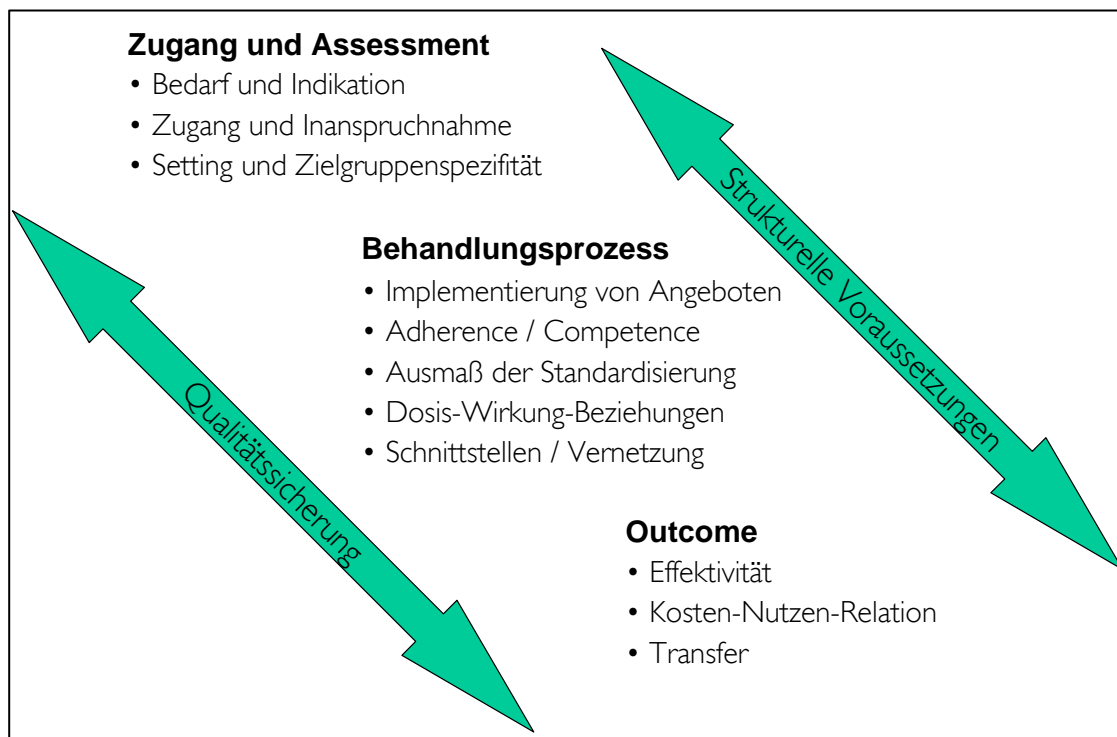 Zugang und Assessment
• Bedarf und Indikation
• Zugang und Inanspruchnahme
• Setting und Zielgruppenspezifität
Strukturelle Voraussetzungen
Behandlungsprozess
• Implementierung von Angeboten
• Adherence / Competence
• Ausmaß der Standardisierung
• Dosis-Wirkung-Beziehungen
• Schnittstellen / Vernetzung
Qualitätssicherung
Outcome
• Effektivität
• Kosten-Nutzen-Relation
• Transfer